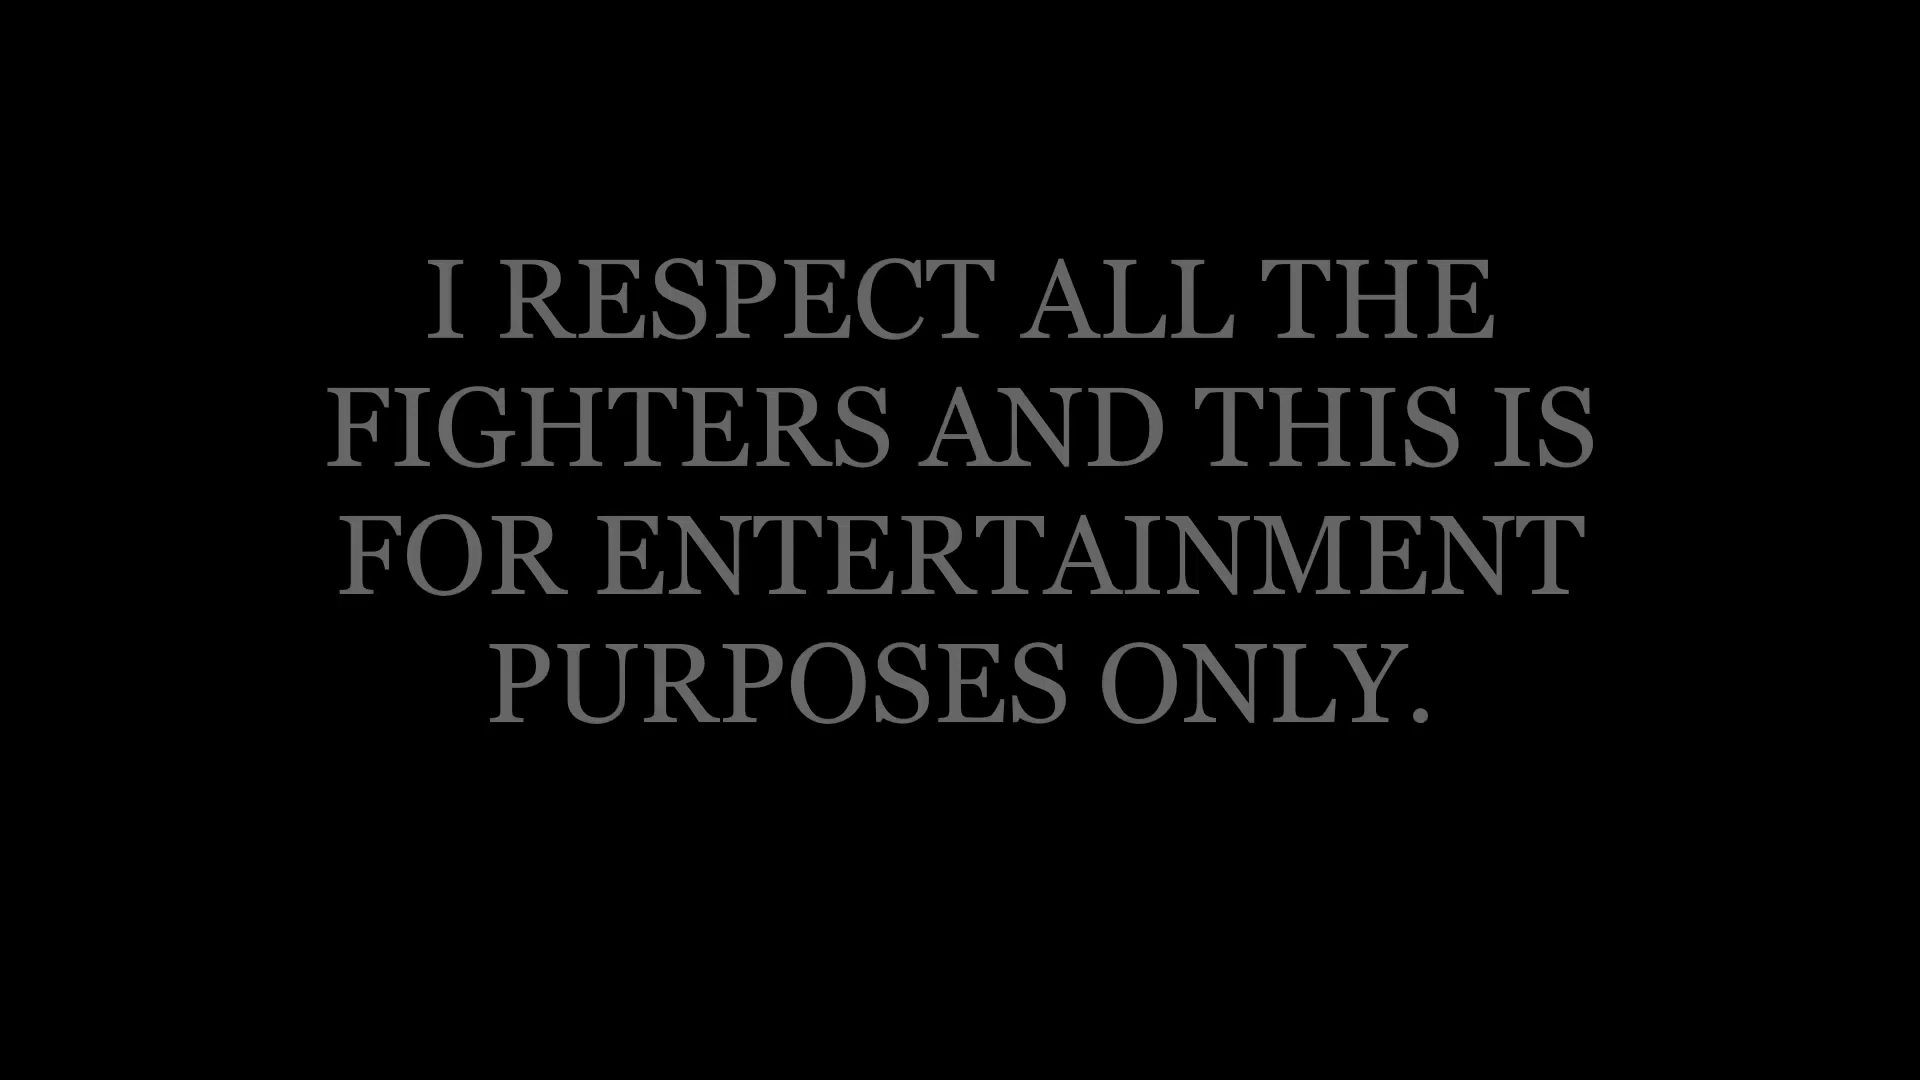 I RESPECT ALL THE
FIGHTERS AND THIS IS
FOR ENTERTAINMENT
PURPOSES ONLY.